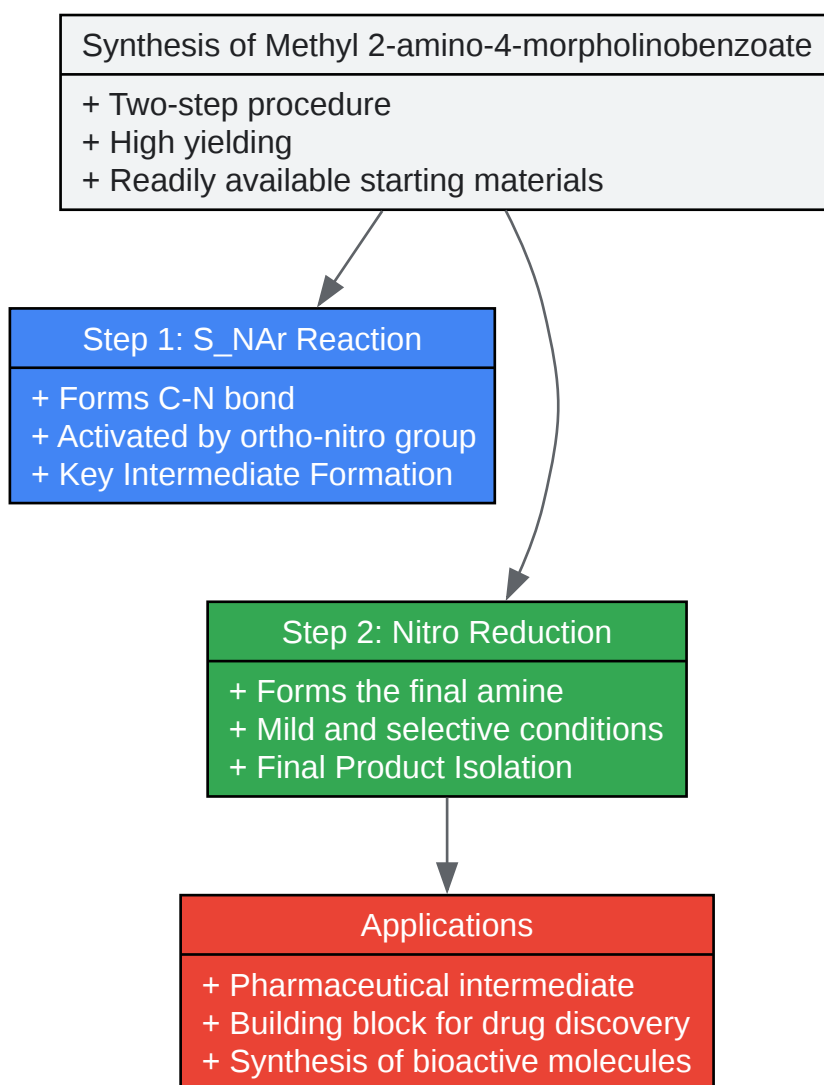 Synthesis of Methyl 2-amino-4-morpholinobenzoate
+ Two-step procedure
+ High yielding
+ Readily available starting materials
Step 1: S_NAr Reaction
+ Forms C-N bond
+ Activated by ortho-nitro group
+ Key Intermediate Formation
Step 2: Nitro Reduction
+ Forms the final amine
+ Mild and selective conditions
+ Final Product Isolation
Applications
+ Pharmaceutical intermediate
+ Building block for drug discovery
+ Synthesis of bioactive molecules